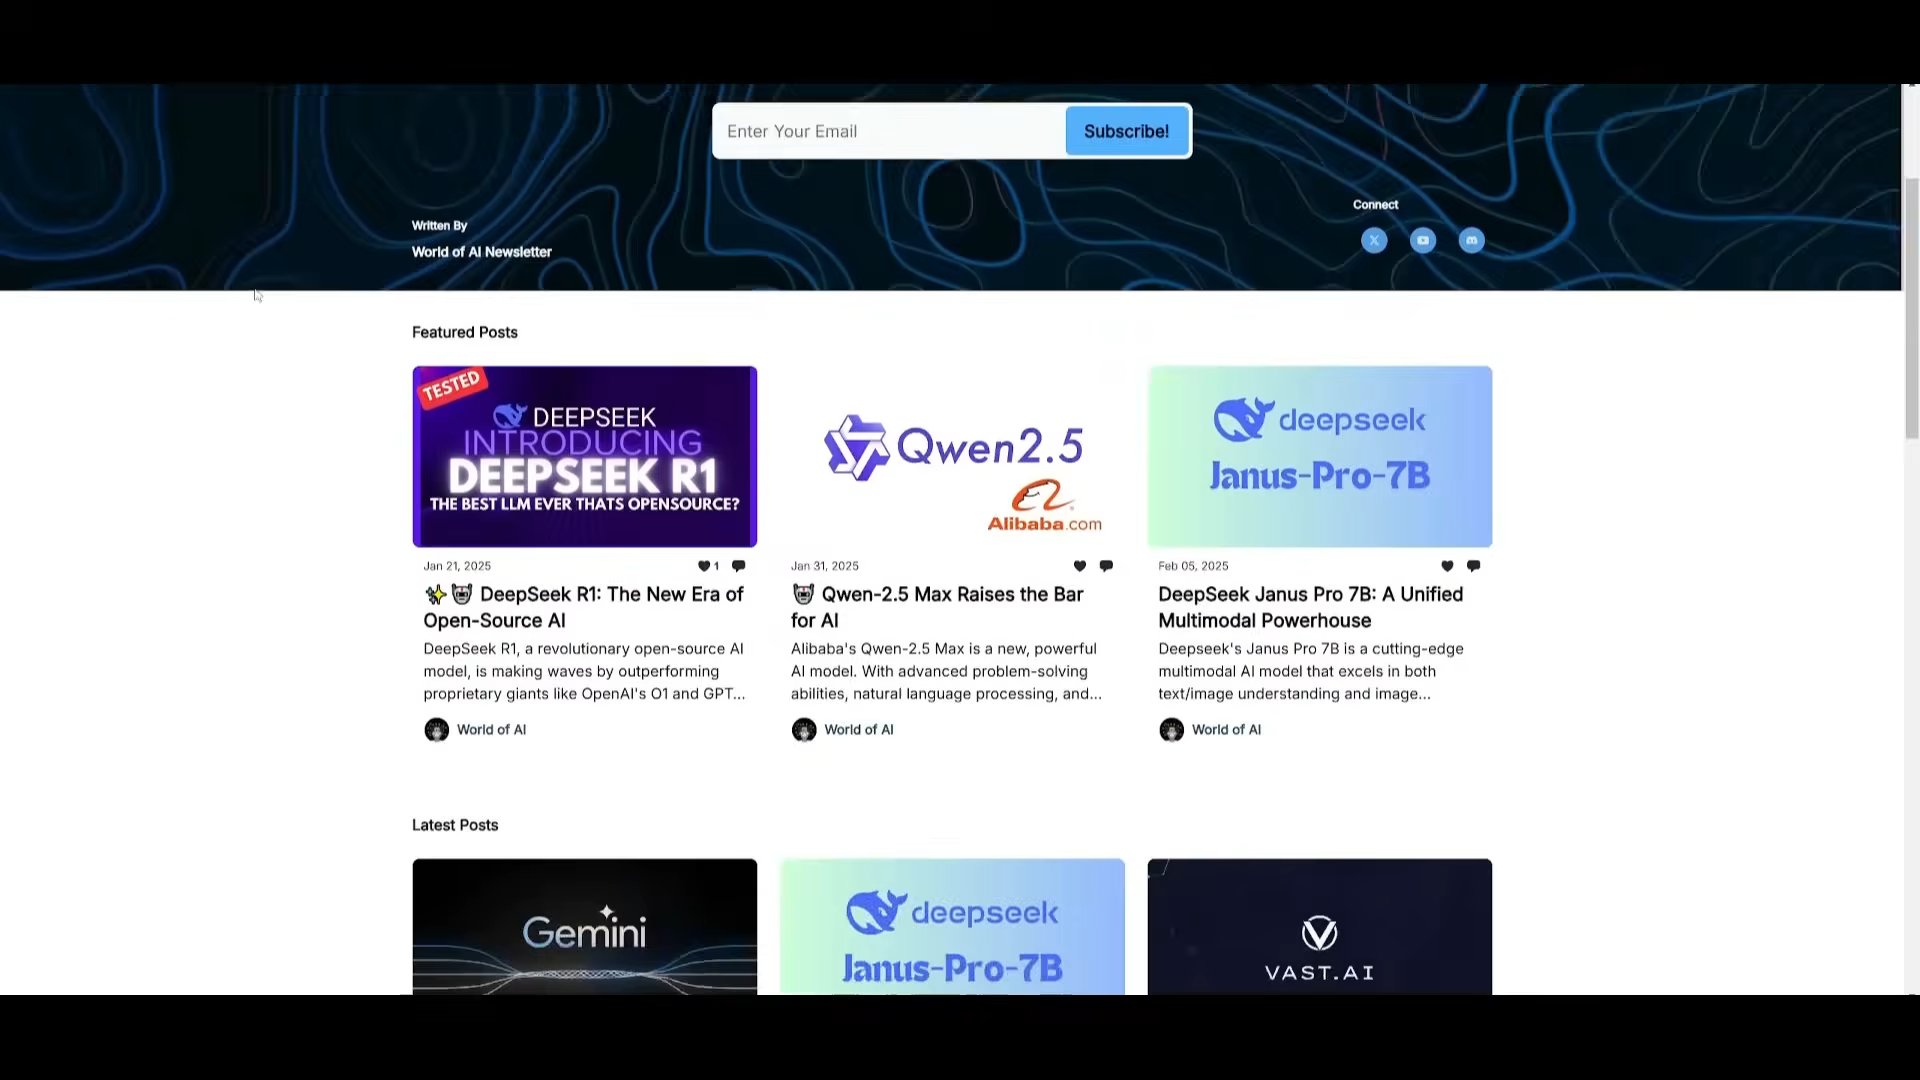 Enter Your Email
Subscribe!
Connect
Written By
World of AI Newsletter
Featured Posts
TESTED
DEEPSEEK
INTRODUCING
DEEPSEEK R1
THE BEST LLM EVER THATS OPENSOURCE?
Jan 21, 2025
1
DeepSeek R1: The New Era of
Open-Source AI
DeepSeek R1, a revolutionary open-source AI
model, is making waves by outperforming
proprietary giants like OpenAI's O1 and GPT...
World of AI
Qwen2.5
Alibaba.com
Jan 31, 2025
Qwen-2.5 Max Raises the Bar
for AI
Alibaba's Qwen-2.5 Max is a new, powerful
AI model. With advanced problem-solving
abilities, natural language processing, and...
World of AI
deepseek
Janus-Pro-7B
Feb 05, 2025
DeepSeek Janus Pro 7B: A Unified
Multimodal Powerhouse
Deepseek's Janus Pro 7B is a cutting-edge
multimodal AI model that excels in both
text/image understanding and image...
World of AI
Latest Posts
Gemini
deepseek
Janus-Pro-7B
VAST.AI